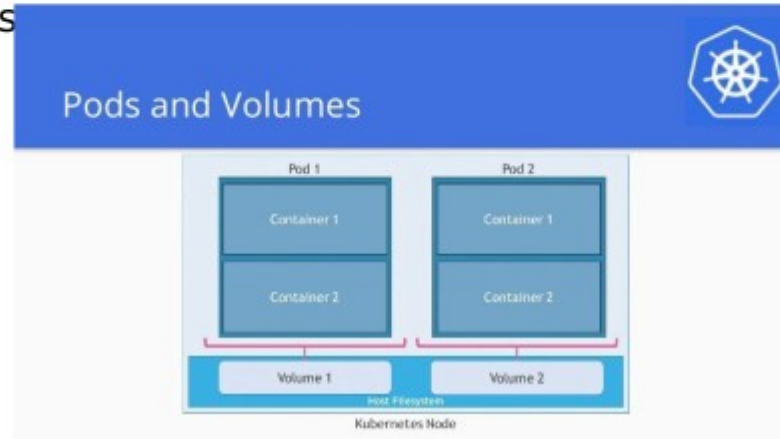 s
Pods and Volumes
Pod 1 Pod 2
Container 1 Container 1
Container 2 Container 2
Volume 1 Volume 2
Host Filesystem
Kubernetes Node